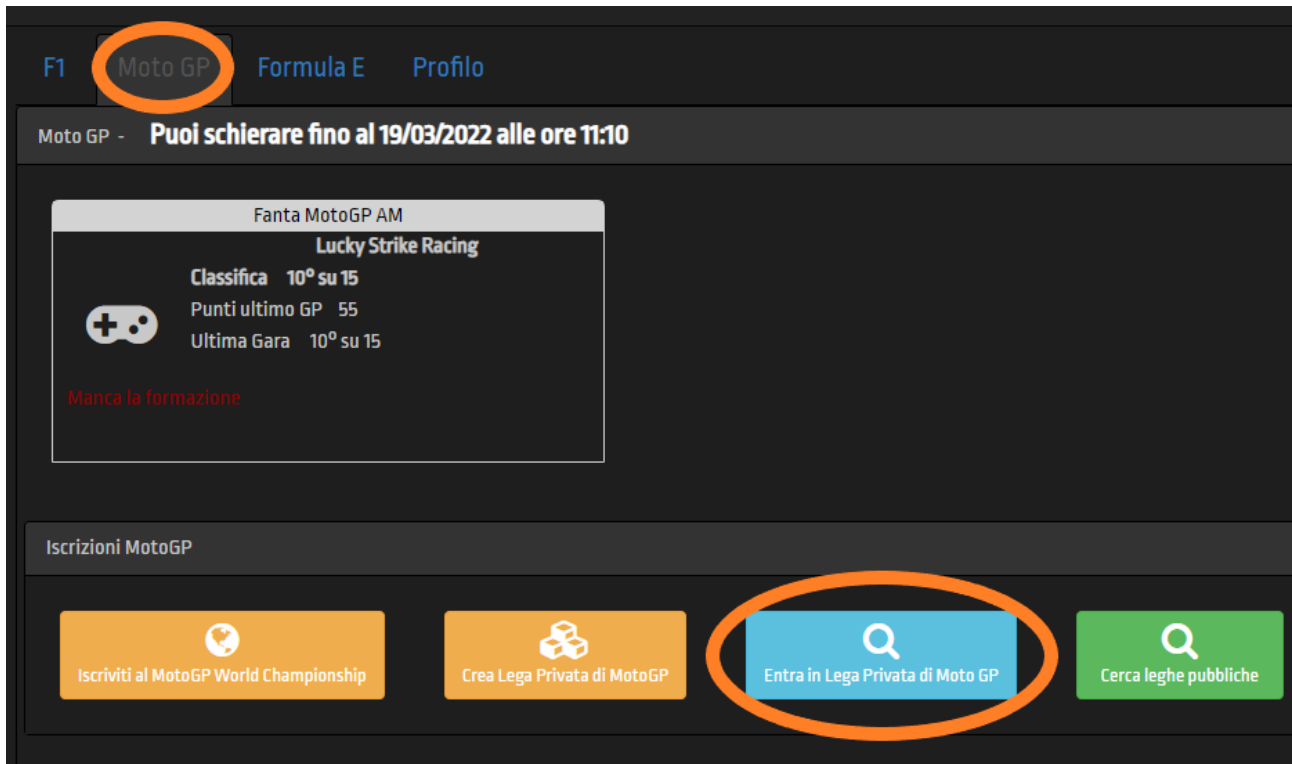 F1 Moto GP Formula E Profilo
Moto GP - Puoi schierare fino al 19/03/2022 alle ore 11:10
Fanta MotoGP AM
Lucky Strike Racing
Classifica 10º su 15
Punti ultimo GP 55
Ultima Gara 10º su 15
Manca la formazione
Iscrizioni MotoGP
Iscriviti al MotoGP World Championship Crea Lega Privata di MotoGP Entra in Lega Privata di Moto GP Cerca leghe pubbliche